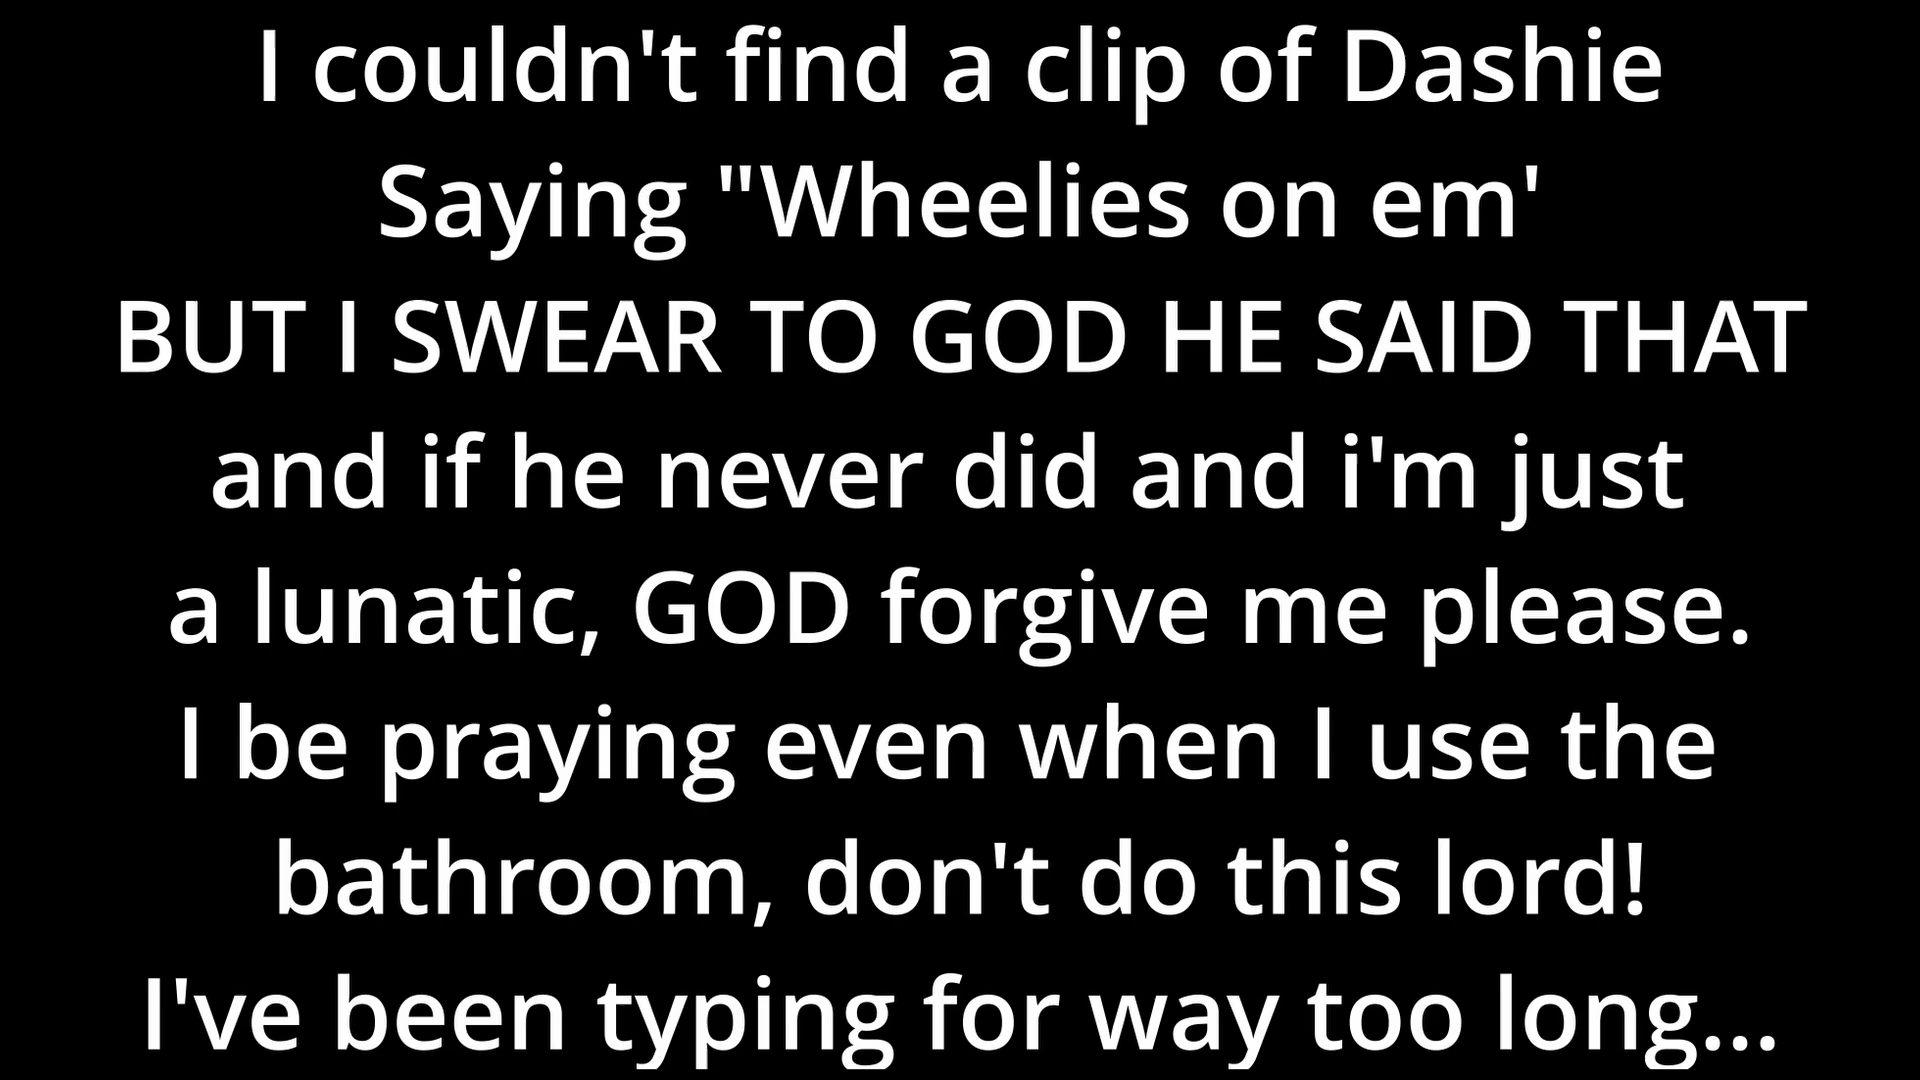 I couldn't find a clip of Dashie
Saying "Wheelies on em'
BUT I SWEAR TO GOD HE SAID THAT
and if he never did and i'm just
a lunatic, GOD forgive me please.
I be praying even when I use the
bathroom, don't do this lord!
I've been typing for way too long...